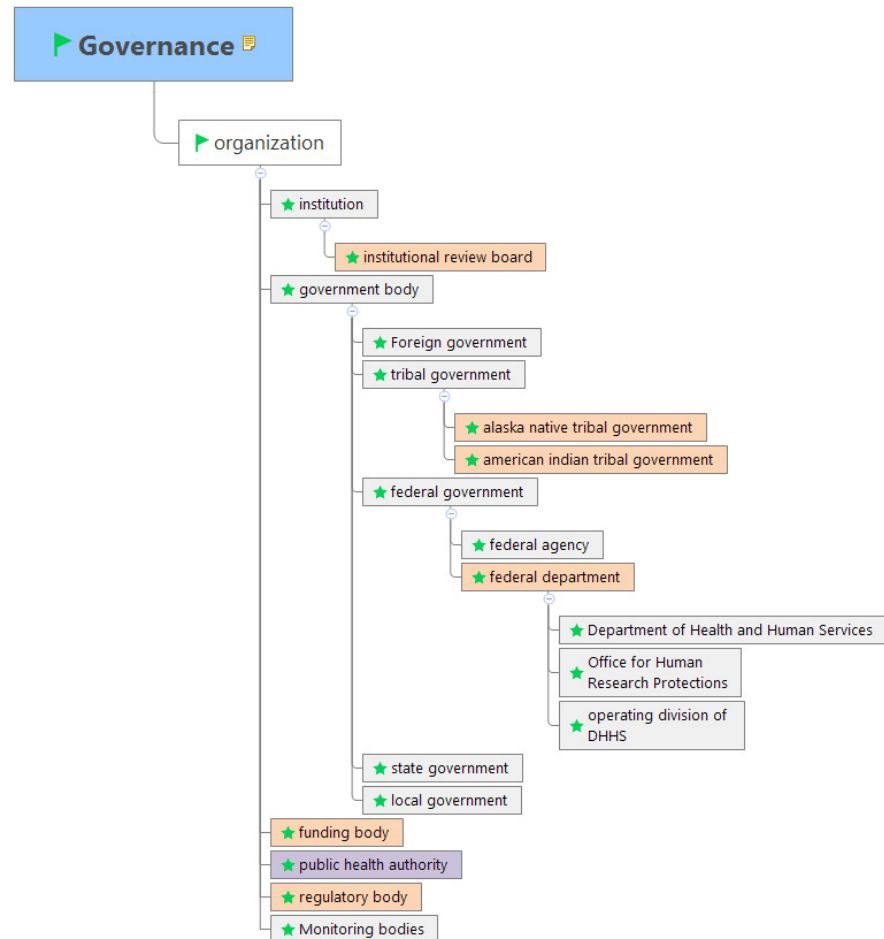 Governance
organization
institution
institutional review board
government body
Foreign government
tribal government
alaska native tribal government
american indian tribal government
federal government
federal agency
federal department
Department of Health and Human Services
Office for Human
Research Protections
operating division of
DHHS
state government
local government
funding body
public health authority
regulatory body
Monitoring bodies